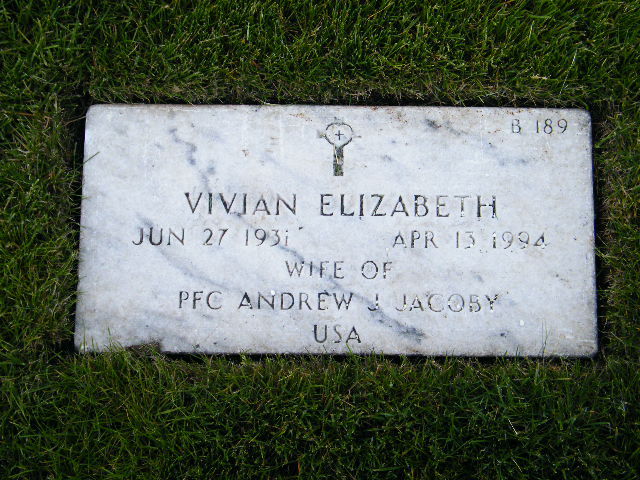 B 189
VIVIAN ELIZABETH
JUN 27 1931 APR 13 1994
WIFE OF
PFC ANDREW J JACOBY
USA